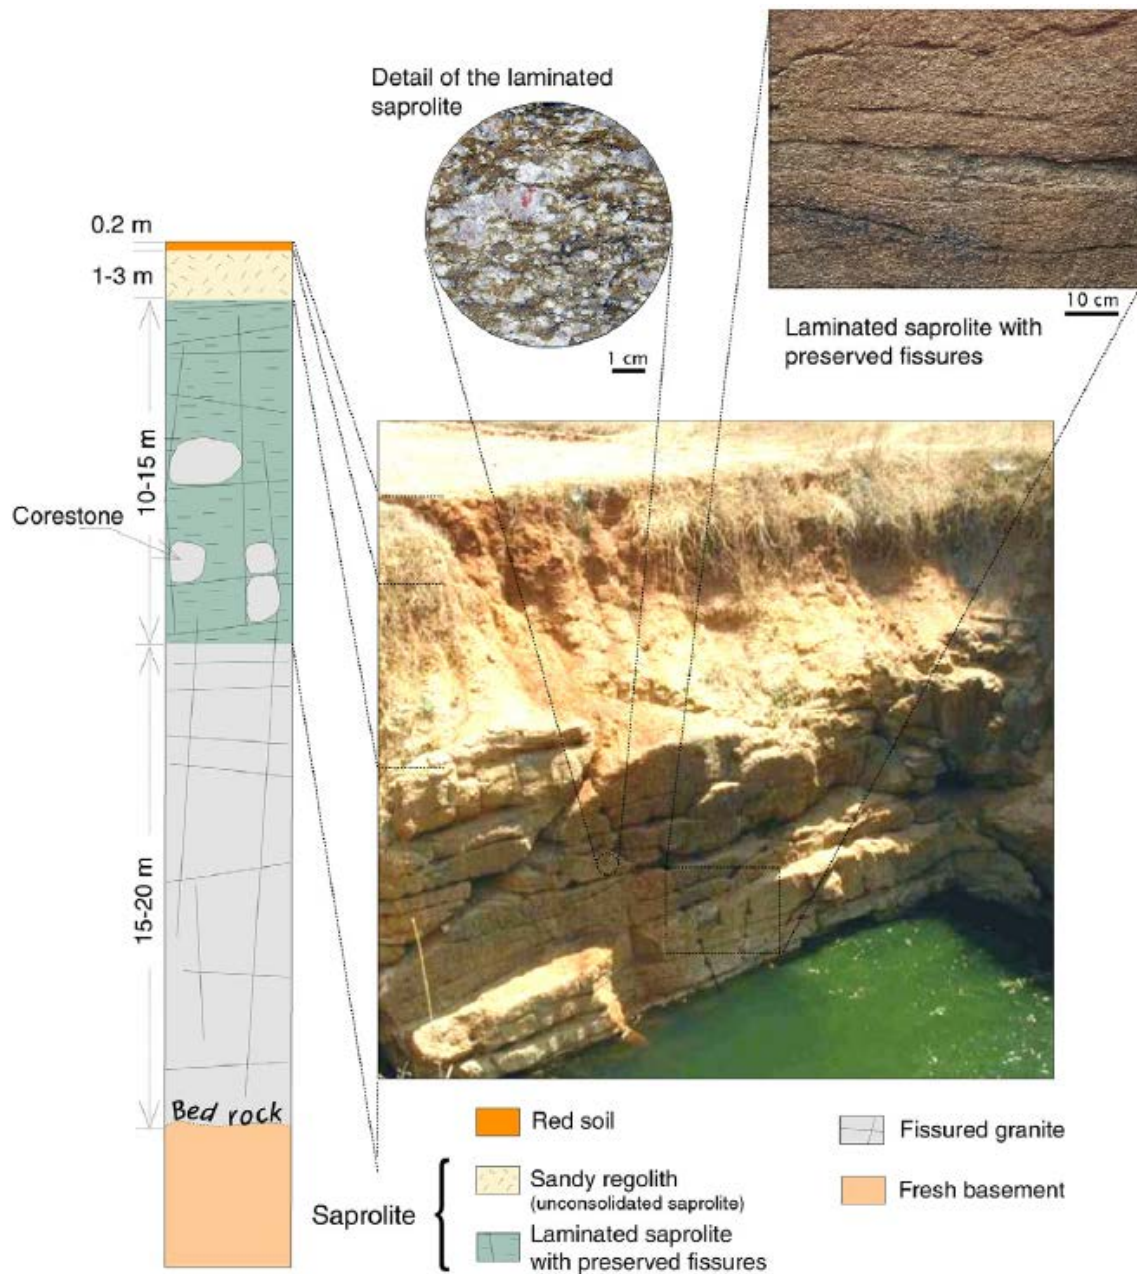 Detail of the laminated
saprolite
0.2 m
1-3 m
10-15 m
Corestone
15-20 m
Bed rock
1 cm
10 cm
Laminated saprolite with
preserved fissures
Red soil
Saprolite
Sandy regolith
(unconsolidated saprolite)
Laminated saprolite
with preserved fissures
Fissured granite
Fresh basement